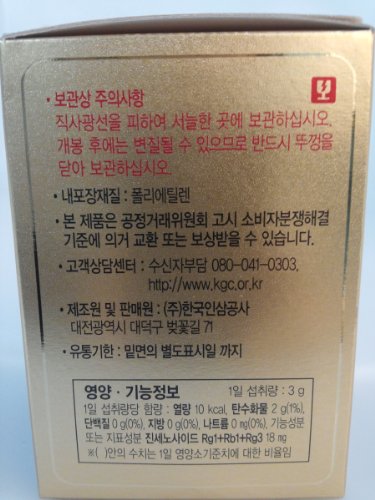 · 보관상 주의사항
직사광선을 피하여 서늘한 곳에 보관하십시오.
개봉 후에는 변질될 수 있으므로 반드시 뚜껑을
닫아 보관하십시오.
· 내포장재질 : 폴리에틸렌
· 본 제품은 공정거래위원회 고시 소비자분쟁해결
기준에 의거 교환 또는 보상받을 수 있습니다.
· 고객상담센터 : 수신자부담 080-041-0303,
http://www.kgc.or.kr
· 제조원 및 판매원 : (주)한국인삼공사
대전광역시 대덕구 벚꽃길 71
· 유통기한 : 밑면의 별도표시일 까지
영양 · 기능정보 1일 섭취량 : 3 g
1일 섭취량당 함량 : 열량 10 kcal, 탄수화물 2 g(1%),
단백질 0 g(0%), 지방 0 g(0%), 나트륨 0 mg(0%), 기능성분
또는 지표성분 진세노사이드 Rg1+Rb1+Rg3 18 mg
※( )안의 수치는 1일 영양소기준치에 대한 비율임